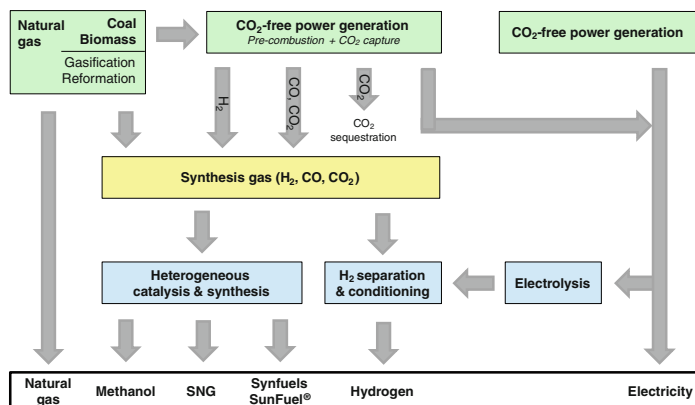 Natural
gas
Coal
Biomass
Gasification
Reformation
CO₂-free power generation
Pre-combustion + CO₂ capture
CO₂-free power generation
H₂
CO, CO₂
CO₂
CO₂
sequestration
Synthesis gas (H₂, CO, CO₂)
Heterogeneous
catalysis & synthesis
H₂ separation
& conditioning
Electrolysis
Natural
gas
Methanol
SNG
Synfuels
SunFuel®
Hydrogen
Electricity